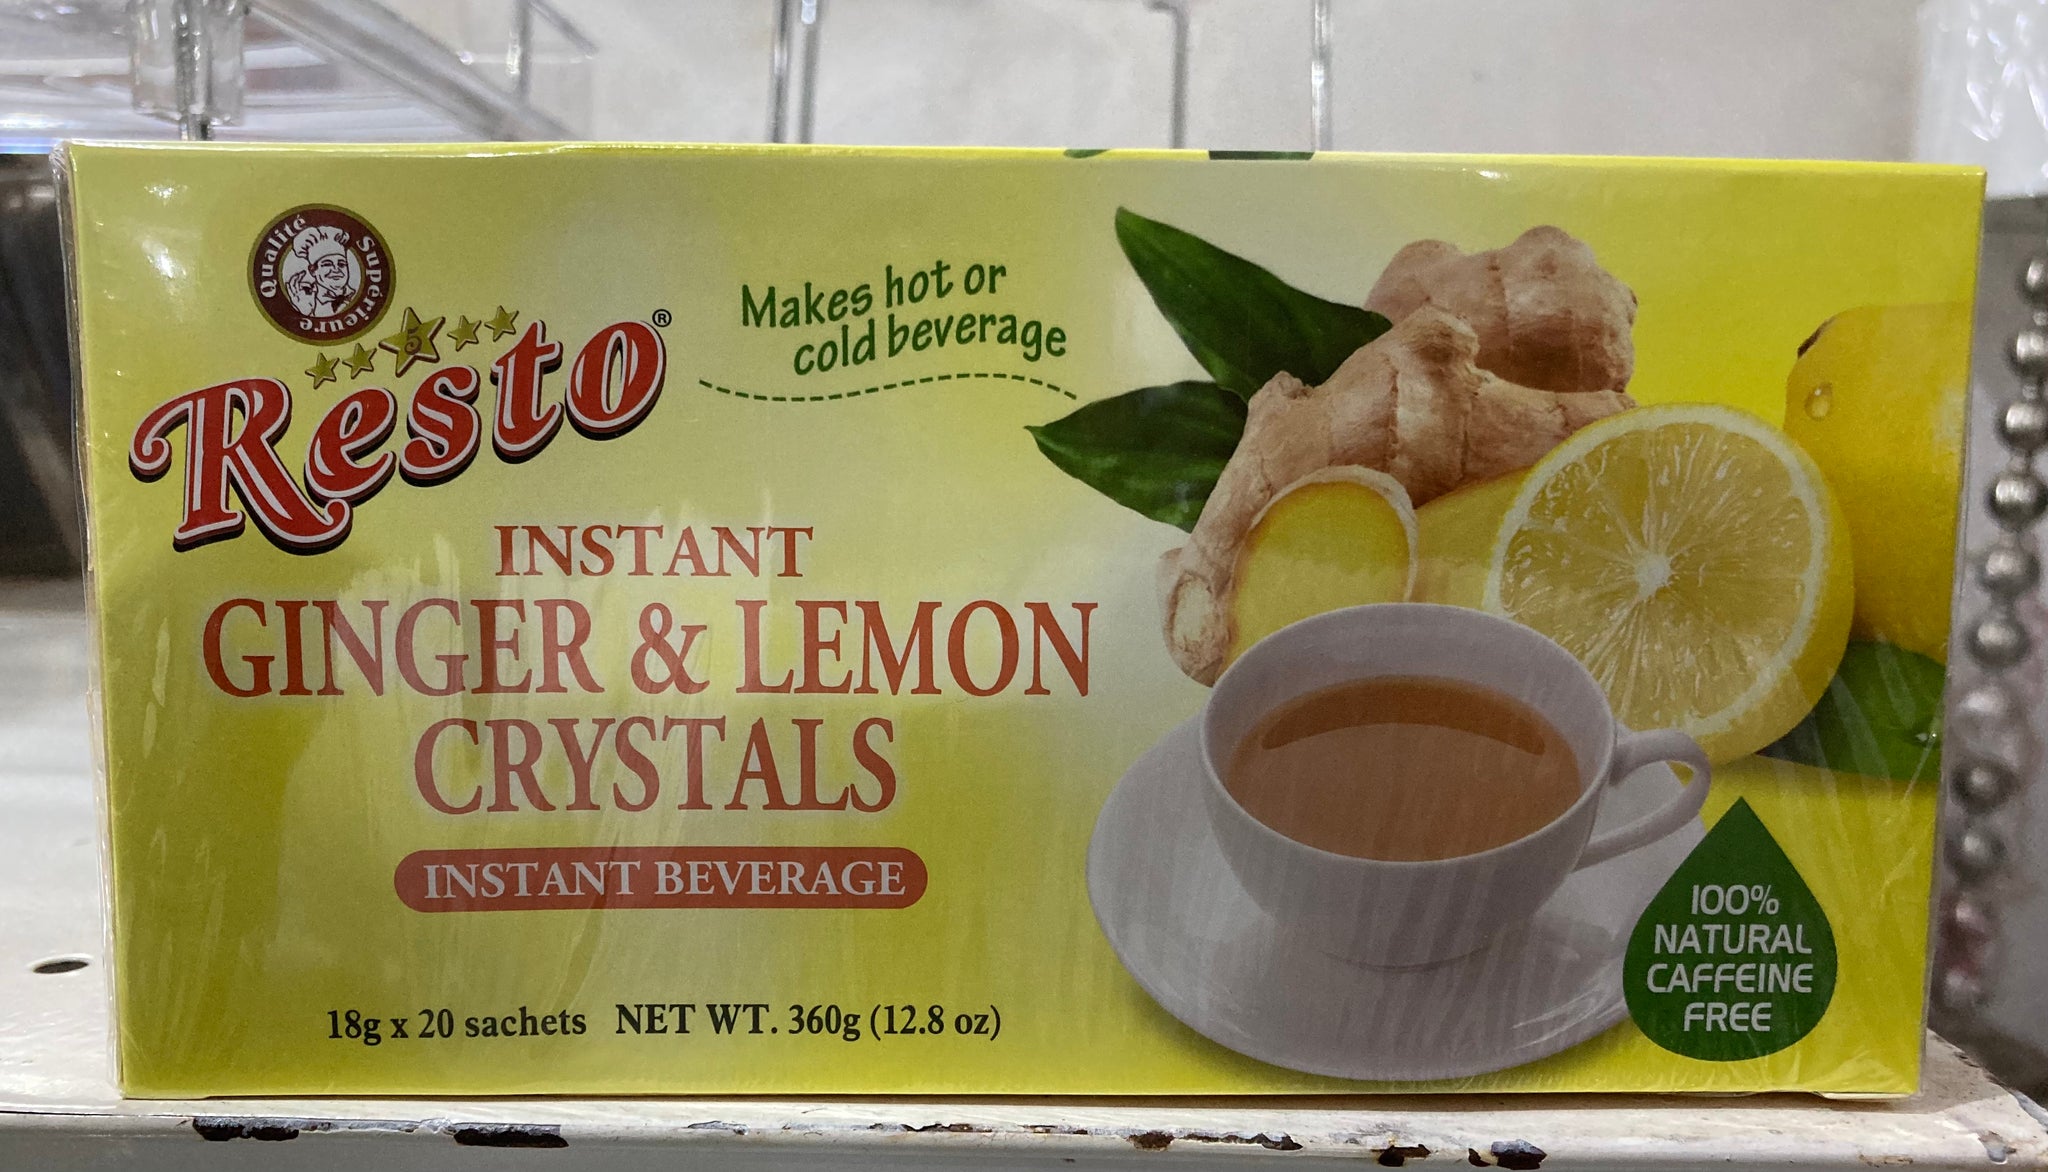 Qualité Supérieure
5
Resto®
Makes hot or
cold beverage
INSTANT
GINGER & LEMON
CRYSTALS
INSTANT BEVERAGE
18g x 20 sachets NET WT. 360g (12.8 oz)
100%
NATURAL
CAFFEINE
FREE